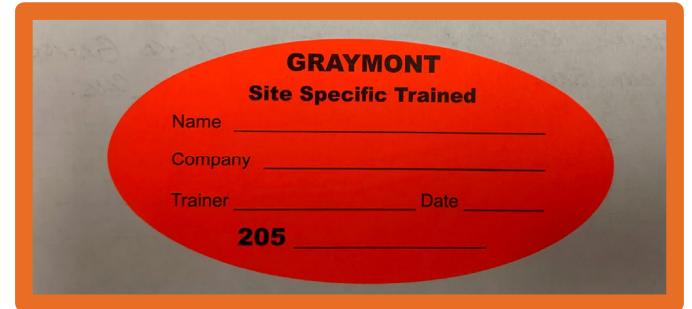 GRAYMONT
Site Specific Trained
Name
Company
Trainer Date
205